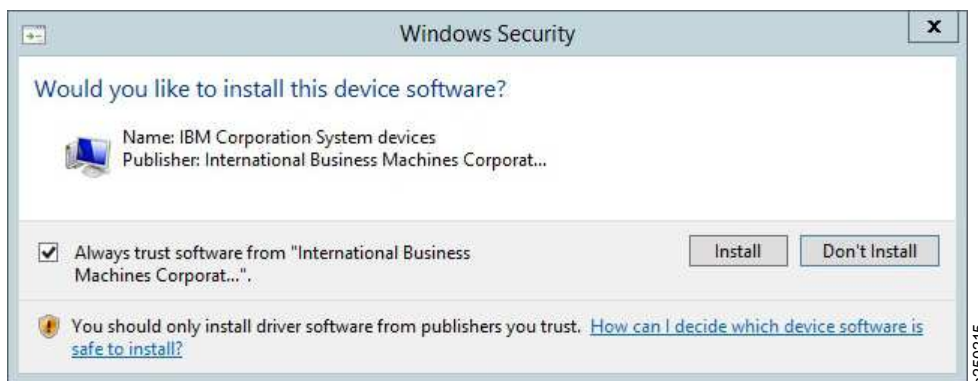 Windows Security
x
Would you like to install this device software?
Name: IBM Corporation System devices
Publisher: International Business Machines Corporat...
Always trust software from "International Business
Machines Corporat...".
Install
Don't Install
You should only install driver software from publishers you trust. How can I decide which device software is
safe to install?